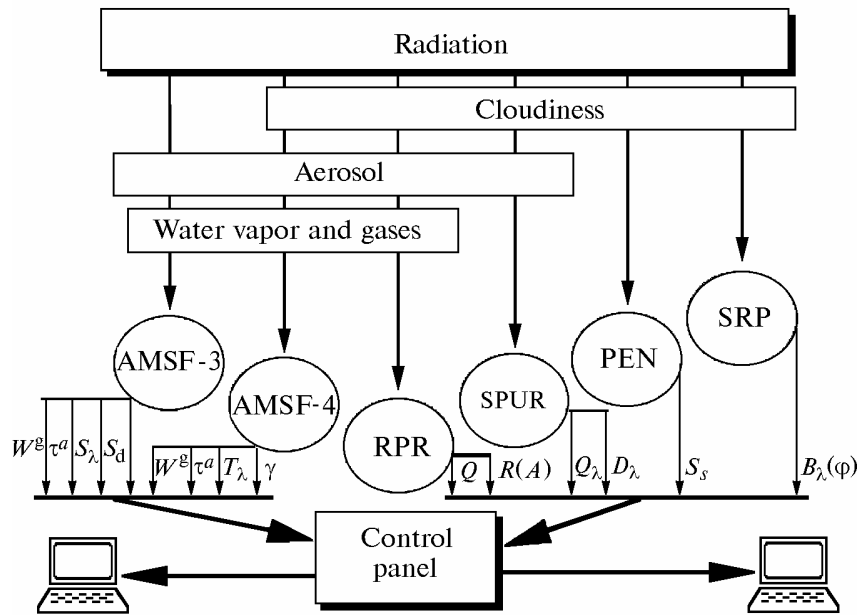 Radiation
Cloudiness
Aerosol
Water vapor and gases
SRP
AMSF-3
PEN
AMSF-4
SPUR
RPR
W^g τ^a S_λ S_d
W^g τ^a T_λ γ
Q R(A)
Q_λ D_λ
S_s
B_λ(φ)
Control
panel